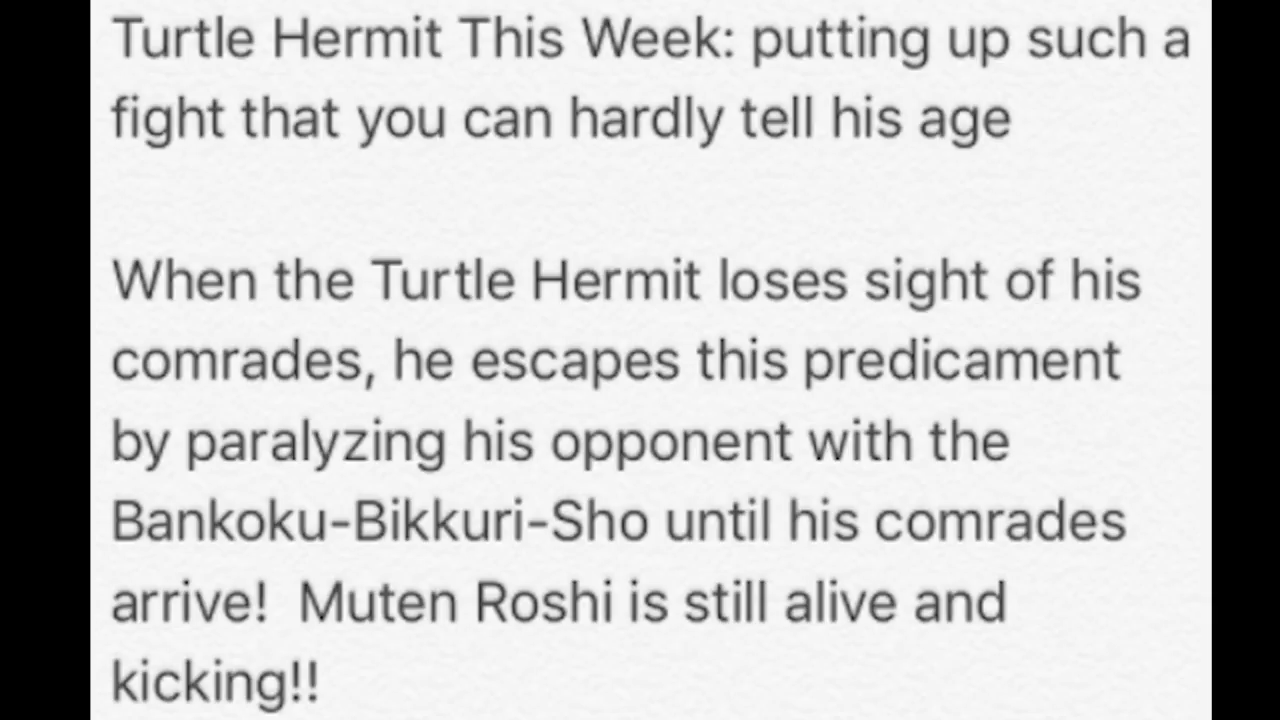 Turtle Hermit This Week: putting up such a
fight that you can hardly tell his age
When the Turtle Hermit loses sight of his
comrades, he escapes this predicament
by paralyzing his opponent with the
Bankoku-Bikkuri-Sho until his comrades
arrive!  Muten Roshi is still alive and
kicking!!